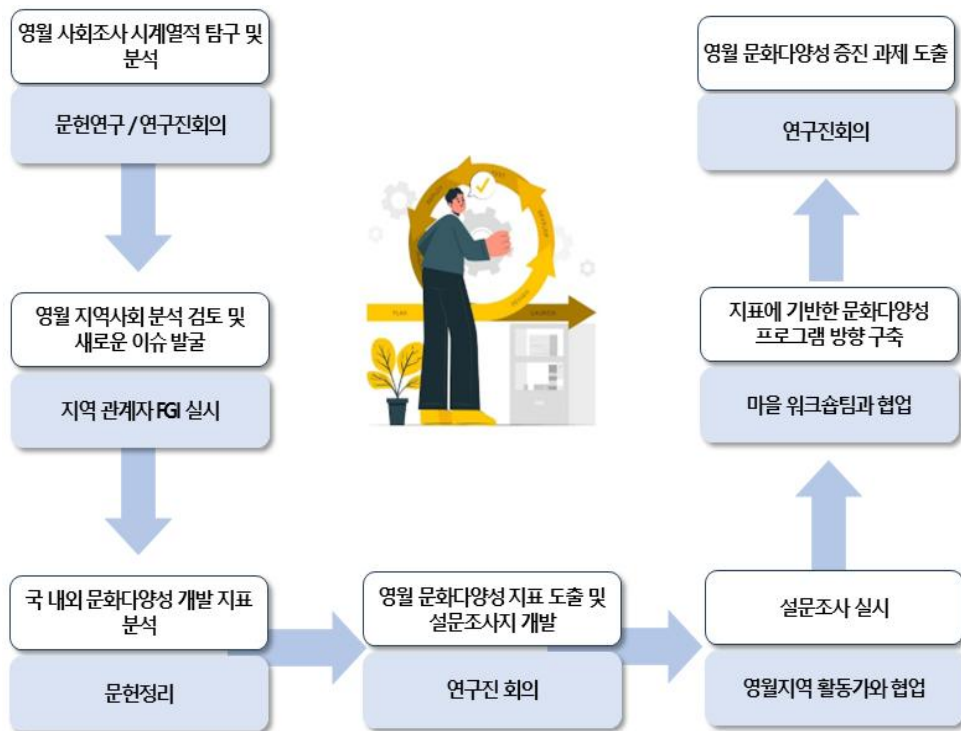 영월 사회조사 시계열적 탐구 및
분석
문헌연구 / 연구진회의
영월 지역사회 분석 검토 및
새로운 이슈 발굴
지역 관계자 FGI 실시
국 내외 문화다양성 개발 지표
분석
문헌정리
영월 문화다양성 지표 도출 및
설문조사지 개발
연구진 회의
설문조사 실시
영월지역 활동가와 협업
지표에 기반한 문화다양성
프로그램 방향 구축
마을 워크숍팀과 협업
영월 문화다양성 증진 과제 도출
연구진회의
PLAN
DESIGN
DEVELOP
TEST
DEPLOY
LAUNCH